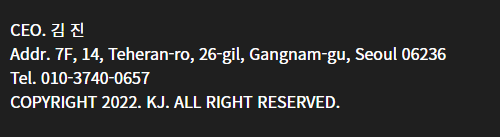 CEO. 김 진
Addr. 7F, 14, Teheran-ro, 26-gil, Gangnam-gu, Seoul 06236
Tel. 010-3740-0657
COPYRIGHT 2022. KJ. ALL RIGHT RESERVED.